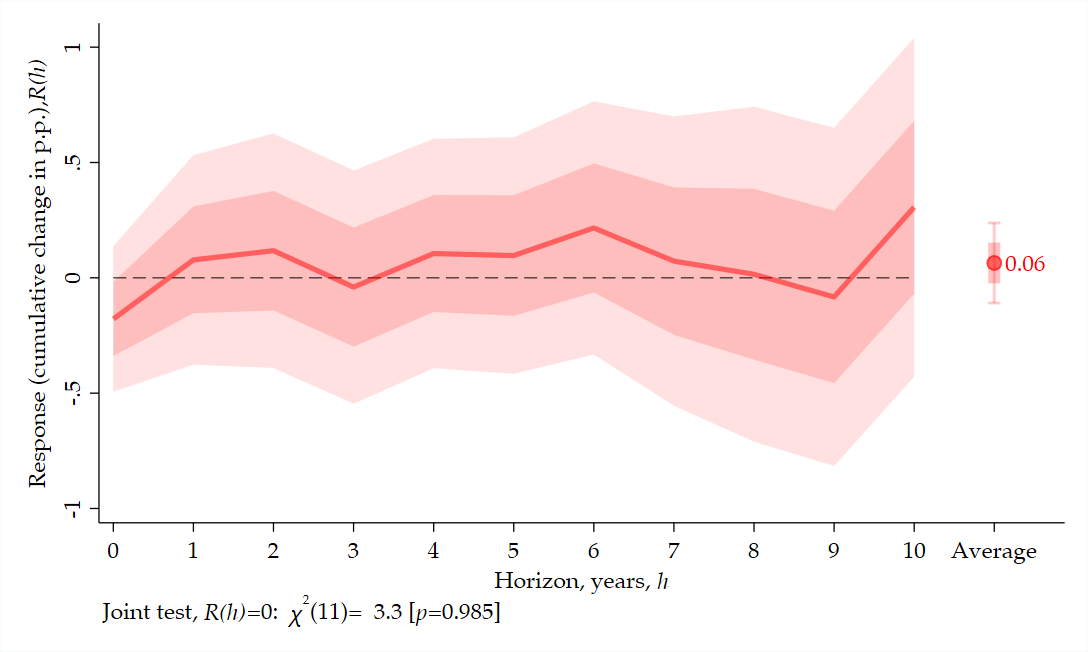 Response (cumulative change in p.p.),R(h)
1
.5
0
-.5
-1
0.06
0 1 2 3 4 5 6 7 8 9 10 Average
Horizon, years, h
Joint test, R(h)=0: χ²(11)= 3.3 [p=0.985]